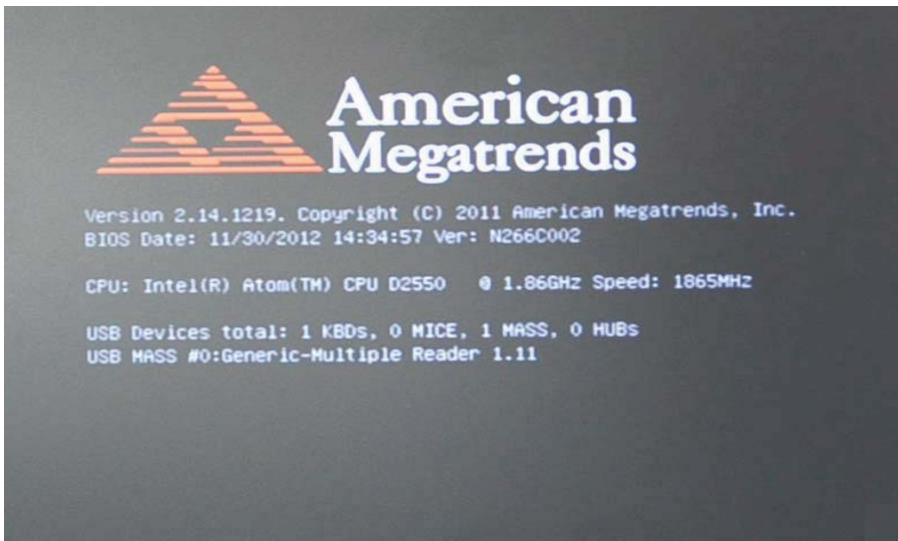 American
Megatrends
Version 2.14.1219. Copyright (C) 2011 American Megatrends, Inc.
BIOS Date: 11/30/2012 14:34:57 Ver: N266C002
CPU: Intel(R) Atom(TM) CPU D2550 @ 1.86GHz Speed: 1865MHz
USB Devices total: 1 KBDs, 0 MICE, 1 MASS, 0 HUBs
USB MASS #0:Generic-Multiple Reader 1.11